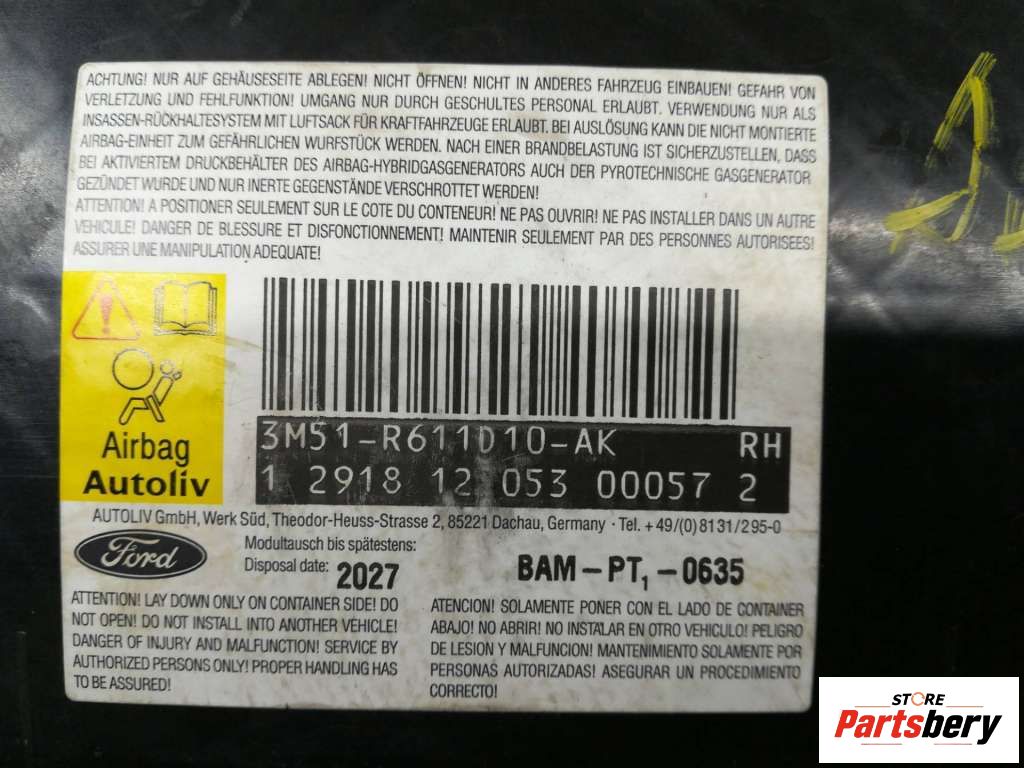 ACHTUNG! NUR AUF GEHÄUSESEITE ABLEGEN! NICHT ÖFFNEN! NICHT IN ANDERES FAHRZEUG EINBAUEN! GEFAHR VON
VERLETZUNG UND FEHLFUNKTION! UMGANG NUR DURCH GESCHULTES PERSONAL ERLAUBT. VERWENDUNG NUR ALS
INSASSEN-RÜCKHALTESYSTEM MIT LUFTSACK FÜR KRAFTFAHRZEUGE ERLAUBT. BEI AUSLÖSUNG KANN DIE NICHT MONTIERTE
AIRBAG-EINHEIT ZUM GEFÄHRLICHEN WURFSTÜCK WERDEN. NACH EINER BRANDBELASTUNG IST SICHERZUSTELLEN, DASS
BEI AKTIVIERTEM DRUCKBEHÄLTER DES AIRBAG-HYBRIDGASGENERATORS AUCH DER PYROTECHNISCHE GASGENERATOR
GEZÜNDET WURDE UND NUR INERTE GEGENSTÄNDE VERSCHROTTET WERDEN!
ATTENTION! A POSITIONER SEULEMENT SUR LE COTE DU CONTENEUR! NE PAS OUVRIR! NE PAS INSTALLER DANS UN AUTRE
VEHICULE! DANGER DE BLESSURE ET DISFONCTIONNEMENT! MAINTENIR SEULEMENT PAR DES PERSONNES AUTORISEES!
ASSURER UNE MANIPULATION ADEQUATE!
Airbag
Autoliv
3M51-R611D10-AK RH
1 2918 12 053 00057 2
AUTOLIV GmbH, Werk Süd, Theodor-Heuss-Strasse 2, 85221 Dachau, Germany · Tel. +49/(0)8131/295-0
Ford
Modultausch bis spätestens:
Disposal date: 2027
BAM-PT1-0635
ATTENTION! LAY DOWN ONLY ON CONTAINER SIDE! DO
NOT OPEN! DO NOT INSTALL INTO ANOTHER VEHICLE!
DANGER OF INJURY AND MALFUNCTION! SERVICE BY
AUTHORIZED PERSONS ONLY! PROPER HANDLING HAS
TO BE ASSURED!
ATENCION! SOLAMENTE PONER CON EL LADO DE CONTAINER
ABAJO! NO ABRIR! NO INSTALAR EN OTRO VEHICULO! PELIGRO
DE LESION Y MALFUNCION! MANTENIMIENTO SOLAMENTE POR
PERSONAS AUTORIZADAS! ASEGURAR UN PROCEDIMIENTO
CORRECTO!
STORE
Partsbery